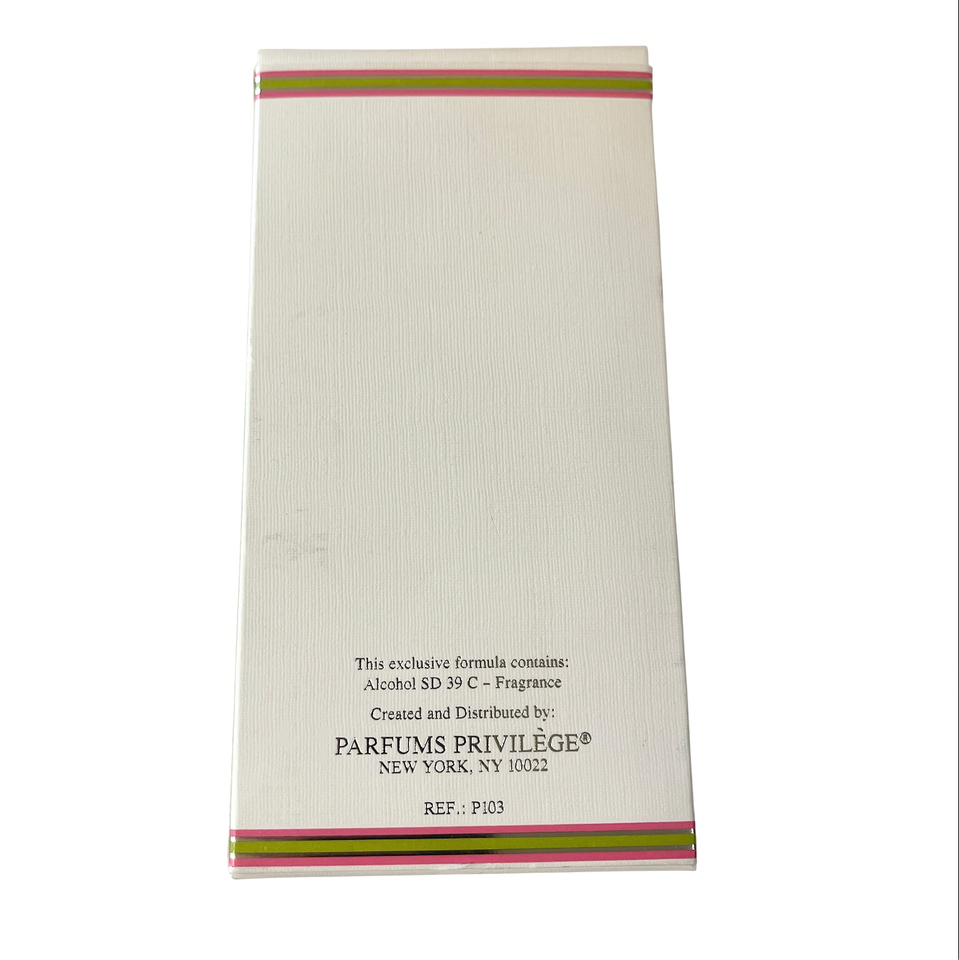 This exclusive formula contains:
Alcohol SD 39 C – Fragrance
Created and Distributed by:
PARFUMS PRIVILÈGE®
NEW YORK, NY 10022
REF.: P103